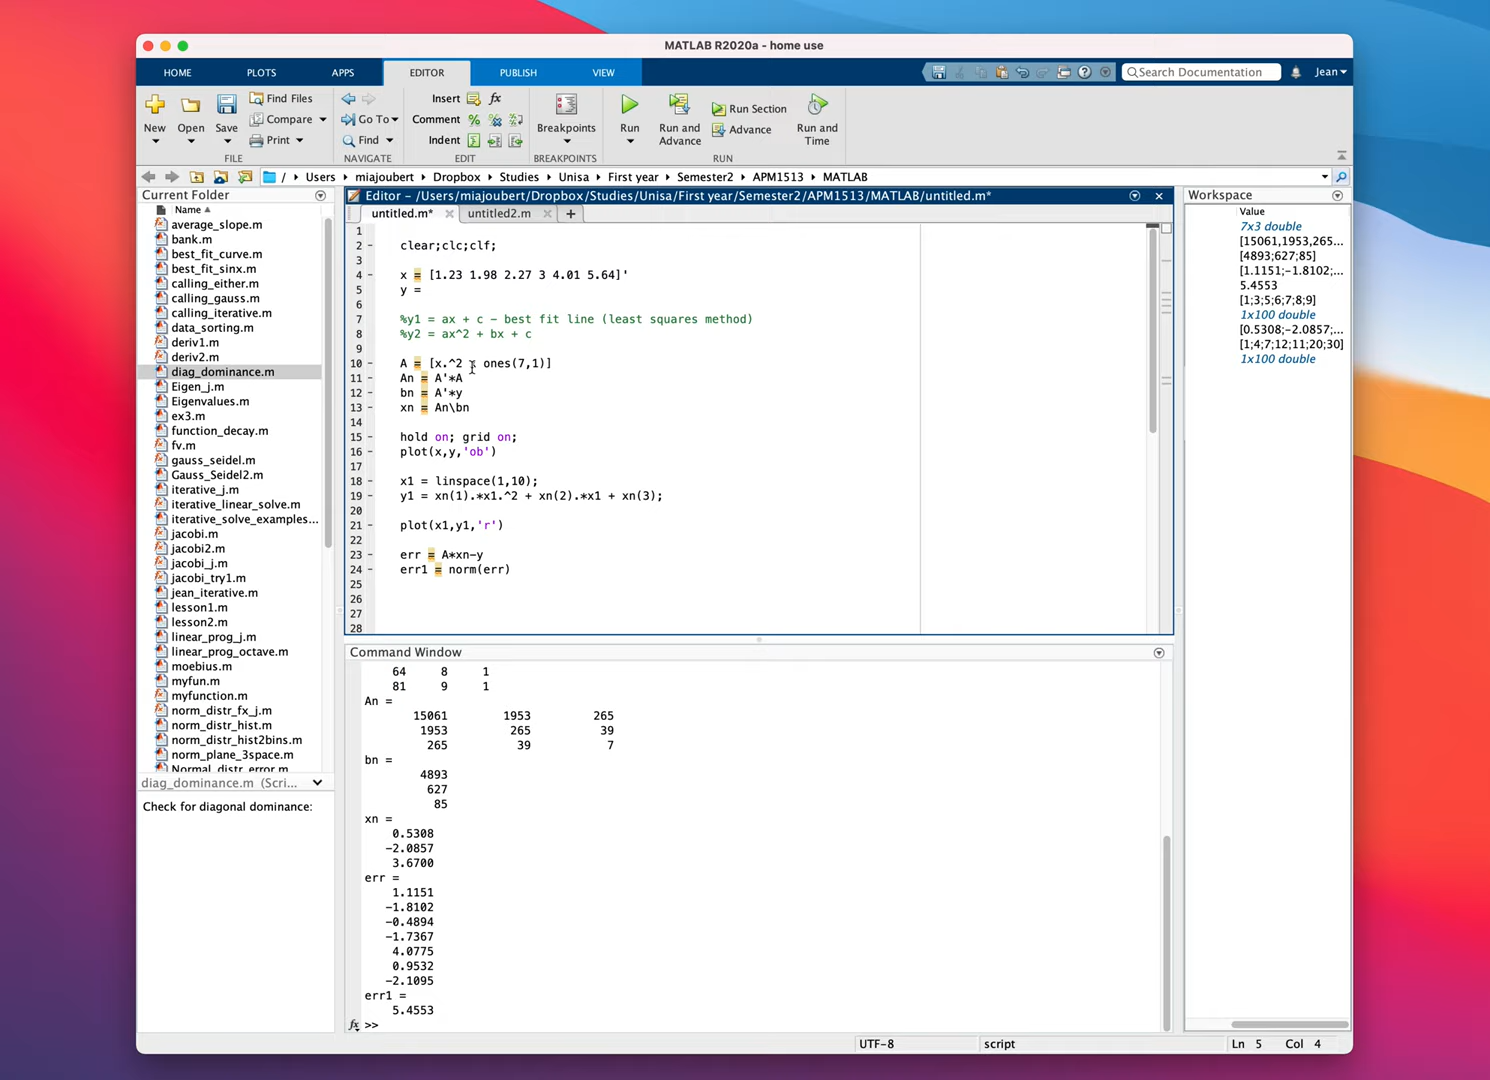 MATLAB R2020a - home use
HOME PLOTS APPS EDITOR PUBLISH VIEW
Search Documentation Jean
New Open Save
Find Files
Compare
Print
FILE
Go To
Find
NAVIGATE
Insert fx
Comment
Indent
EDIT
Breakpoints
BREAKPOINTS
Run
Run and Advance
Run Section
Advance
Run and Time
RUN
/ Users miajoubert Dropbox Studies Unisa First year Semester2 APM1513 MATLAB
Current Folder
Name
average_slope.m
bank.m
best_fit_curve.m
best_fit_sinx.m
calling_either.m
calling_gauss.m
calling_iterative.m
data_sorting.m
deriv1.m
deriv2.m
diag_dominance.m
Eigen_j.m
Eigenvalues.m
ex3.m
function_decay.m
fv.m
gauss_seidel.m
Gauss_Seidel2.m
iterative_j.m
iterative_linear_solve.m
iterative_solve_examples...
jacobi.m
jacobi2.m
jacobi_j.m
jacobi_try1.m
jean_iterative.m
lesson1.m
lesson2.m
linear_prog_j.m
linear_prog_octave.m
moebius.m
myfun.m
myfunction.m
norm_distr_fx_j.m
norm_distr_hist.m
norm_distr_hist2bins.m
norm_plane_3space.m
Normal_distr_error.m
diag_dominance.m (Scri...
Check for diagonal dominance:
Editor - /Users/miajoubert/Dropbox/Studies/Unisa/First year/Semester2/APM1513/MATLAB/untitled.m*
untitled.m* untitled2.m +
1
2 - clear;clc;clf;
3
4 - x = [1.23 1.98 2.27 3 4.01 5.64]'
5 y =
6
7 %y1 = ax + c - best fit line (least squares method)
8 %y2 = ax^2 + bx + c
9
10 - A = [x.^2 x ones(7,1)]
11 - An = A'*A
12 - bn = A'*y
13 - xn = An\bn
14
15 - hold on; grid on;
16 - plot(x,y,'ob')
17
18 - x1 = linspace(1,10);
19 - y1 = xn(1).*x1.^2 + xn(2).*x1 + xn(3);
20
21 - plot(x1,y1,'r')
22
23 - err = A*xn-y
24 - err1 = norm(err)
25
26
27
28
Command Window
64 8 1
81 9 1
An =
15061 1953 265
1953 265 39
265 39 7
bn =
4893
627
85
xn =
0.5308
-2.0857
3.6700
err =
1.1151
-1.8102
-0.4894
-1.7367
4.0775
0.9532
-2.1095
err1 =
5.4553
fx >>
Workspace
Value
7x3 double
[15061,1953,265...
[4893;627;85]
[1.1151;-1.8102;...
5.4553
[1;3;5;6;7;8;9]
1x100 double
[0.5308;-2.0857;...
[1;4;7;12;11;20;30]
1x100 double
UTF-8 script Ln 5 Col 4